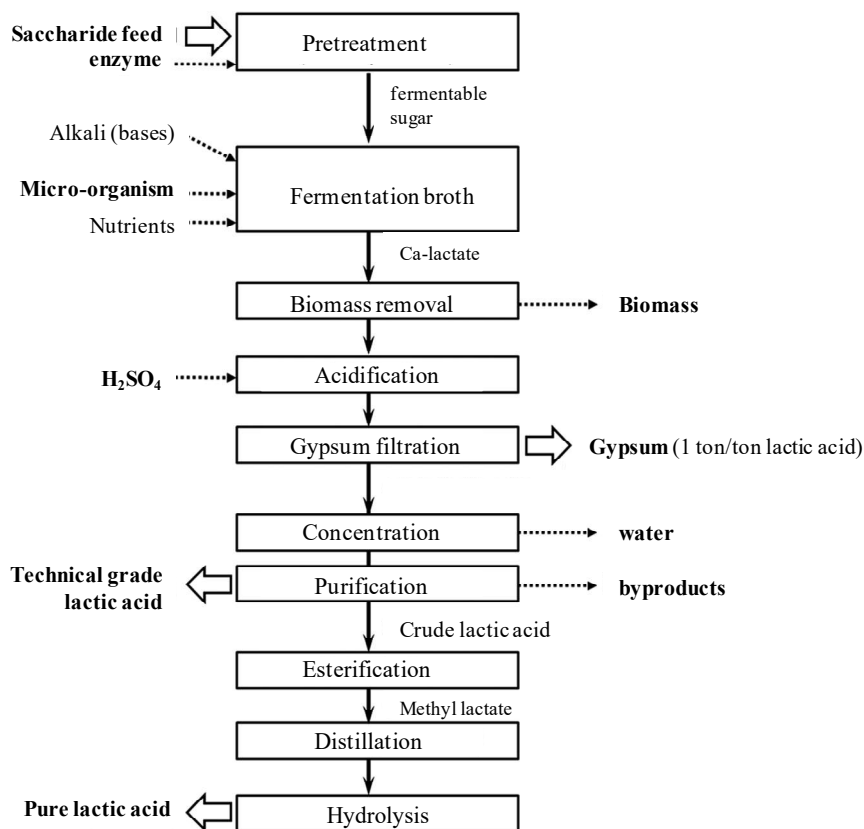 Saccharide feed
enzyme
Pretreatment
fermentable
sugar
Alkali (bases)
Micro-organism
Nutrients
Fermentation broth
Ca-lactate
Biomass removal
Biomass
H₂SO₄
Acidification
Gypsum filtration
Gypsum (1 ton/ton lactic acid)
Concentration
water
Technical grade
lactic acid
Purification
byproducts
Crude lactic acid
Esterification
Methyl lactate
Distillation
Pure lactic acid
Hydrolysis